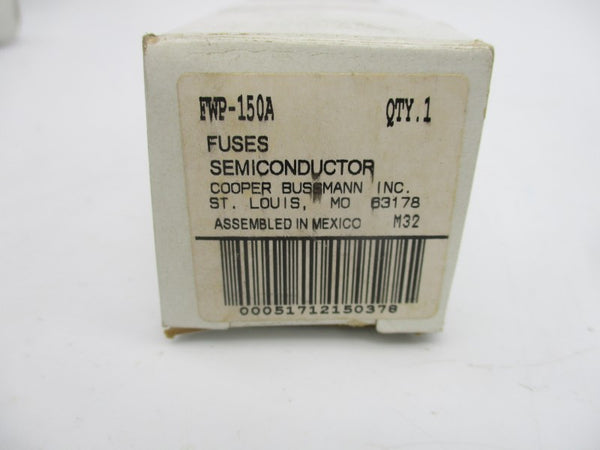 FWP-150A QTY.1
FUSES
SEMICONDUCTOR
COOPER BUSSMANN INC.
ST. LOUIS, MO 63178
ASSEMBLED IN MEXICO M32
00051712150378